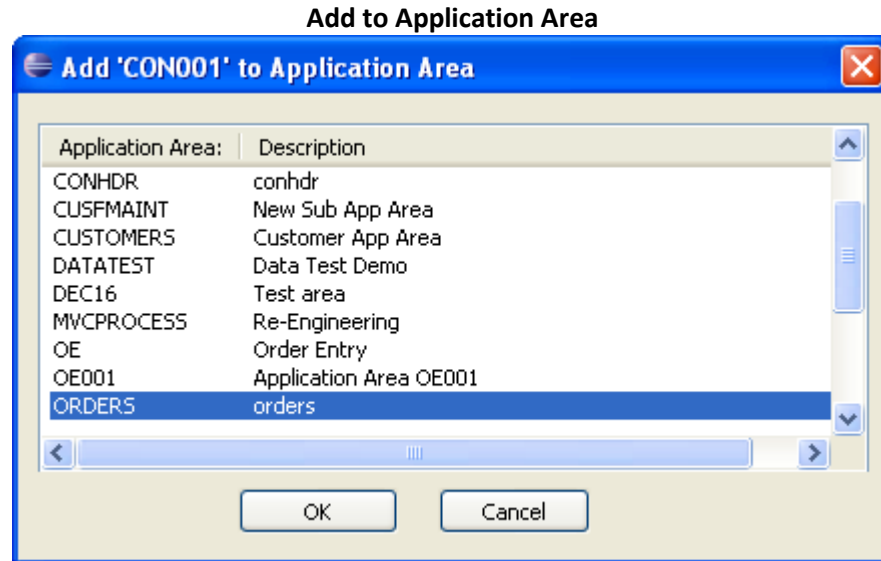 Add to Application Area
Add 'CON001' to Application Area
Application Area: Description
CONHDR conhdr
CUSFMAINT New Sub App Area
CUSTOMERS Customer App Area
DATATEST Data Test Demo
DEC16 Test area
MVCPROCESS Re-Engineering
OE Order Entry
OE001 Application Area OE001
ORDERS orders
OK Cancel